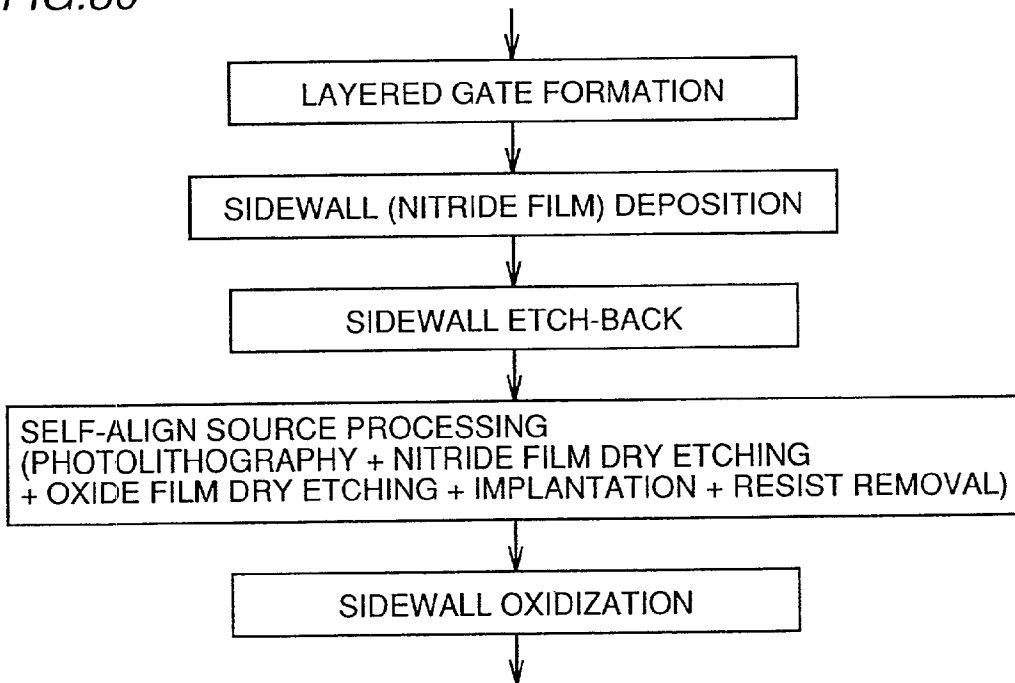 LAYERED GATE FORMATION
SIDEWALL (NITRIDE FILM) DEPOSITION
SIDEWALL ETCH-BACK
SELF-ALIGN SOURCE PROCESSING
(PHOTOLITHOGRAPHY + NITRIDE FILM DRY ETCHING
+ OXIDE FILM DRY ETCHING + IMPLANTATION + RESIST REMOVAL)
SIDEWALL OXIDIZATION